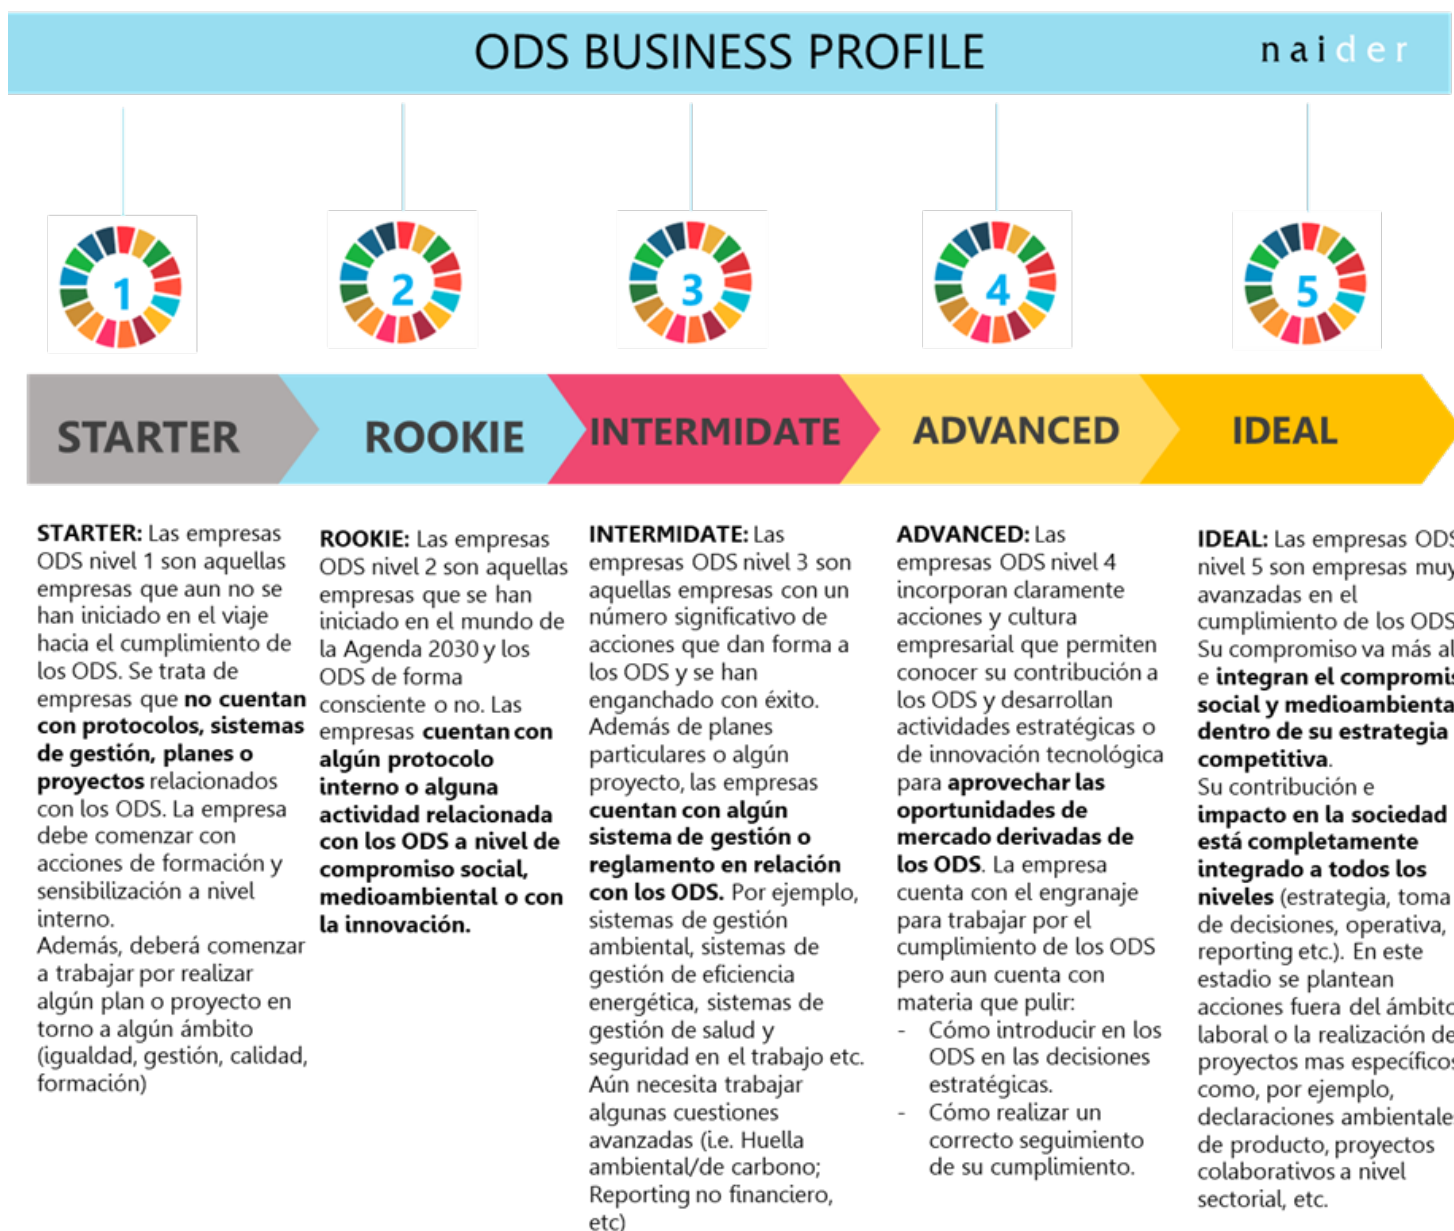 ODS BUSINESS PROFILE
naider
1
2
3
4
5
STARTER
ROOKIE
INTERMIDATE
ADVANCED
IDEAL
STARTER: Las empresas
ODS nivel 1 son aquellas
empresas que aun no se
han iniciado en el viaje
hacia el cumplimiento de
los ODS. Se trata de
empresas que no cuentan
con protocolos, sistemas
de gestión, planes o
proyectos relacionados
con los ODS. La empresa
debe comenzar con
acciones de formación y
sensibilización a nivel
interno.
Además, deberá comenzar
a trabajar por realizar
algún plan o proyecto en
torno a algún ámbito
(igualdad, gestión, calidad,
formación)
ROOKIE: Las empresas
ODS nivel 2 son aquellas
empresas que se han
iniciado en el mundo de
la Agenda 2030 y los
ODS de forma
consciente o no. Las
empresas cuentan con
algún protocolo
interno o alguna
actividad relacionada
con los ODS a nivel de
compromiso social,
medioambiental o con
la innovación.
INTERMIDATE: Las
empresas ODS nivel 3 son
aquellas empresas con un
número significativo de
acciones que dan forma a
los ODS y se han
enganchado con éxito.
Además de planes
particulares o algún
proyecto, las empresas
cuentan con algún
sistema de gestión o
reglamento en relación
con los ODS. Por ejemplo,
sistemas de gestión
ambiental, sistemas de
gestión de eficiencia
energética, sistemas de
gestión de salud y
seguridad en el trabajo etc.
Aún necesita trabajar
algunas cuestiones
avanzadas (i.e. Huella
ambiental/de carbono;
Reporting no financiero,
etc)
ADVANCED: Las
empresas ODS nivel 4
incorporan claramente
acciones y cultura
empresarial que permiten
conocer su contribución a
los ODS y desarrollan
actividades estratégicas o
de innovación tecnológica
para aprovechar las
oportunidades de
mercado derivadas de
los ODS. La empresa
cuenta con el engranaje
para trabajar por el
cumplimiento de los ODS
pero aun cuenta con
materia que pulir:
- Cómo introducir en los
ODS en las decisiones
estratégicas.
- Cómo realizar un
correcto seguimiento
de su cumplimiento.
IDEAL: Las empresas ODS
nivel 5 son empresas muy
avanzadas en el
cumplimiento de los ODS
Su compromiso va más al
e integran el compromis
social y medioambienta
dentro de su estrategia
competitiva.
Su contribución e
impacto en la sociedad
está completamente
integrado a todos los
niveles (estrategia, toma
de decisiones, operativa,
reporting etc.). En este
estadio se plantean
acciones fuera del ámbito
laboral o la realización de
proyectos mas específicos
como, por ejemplo,
declaraciones ambientale
de producto, proyectos
colaborativos a nivel
sectorial, etc.